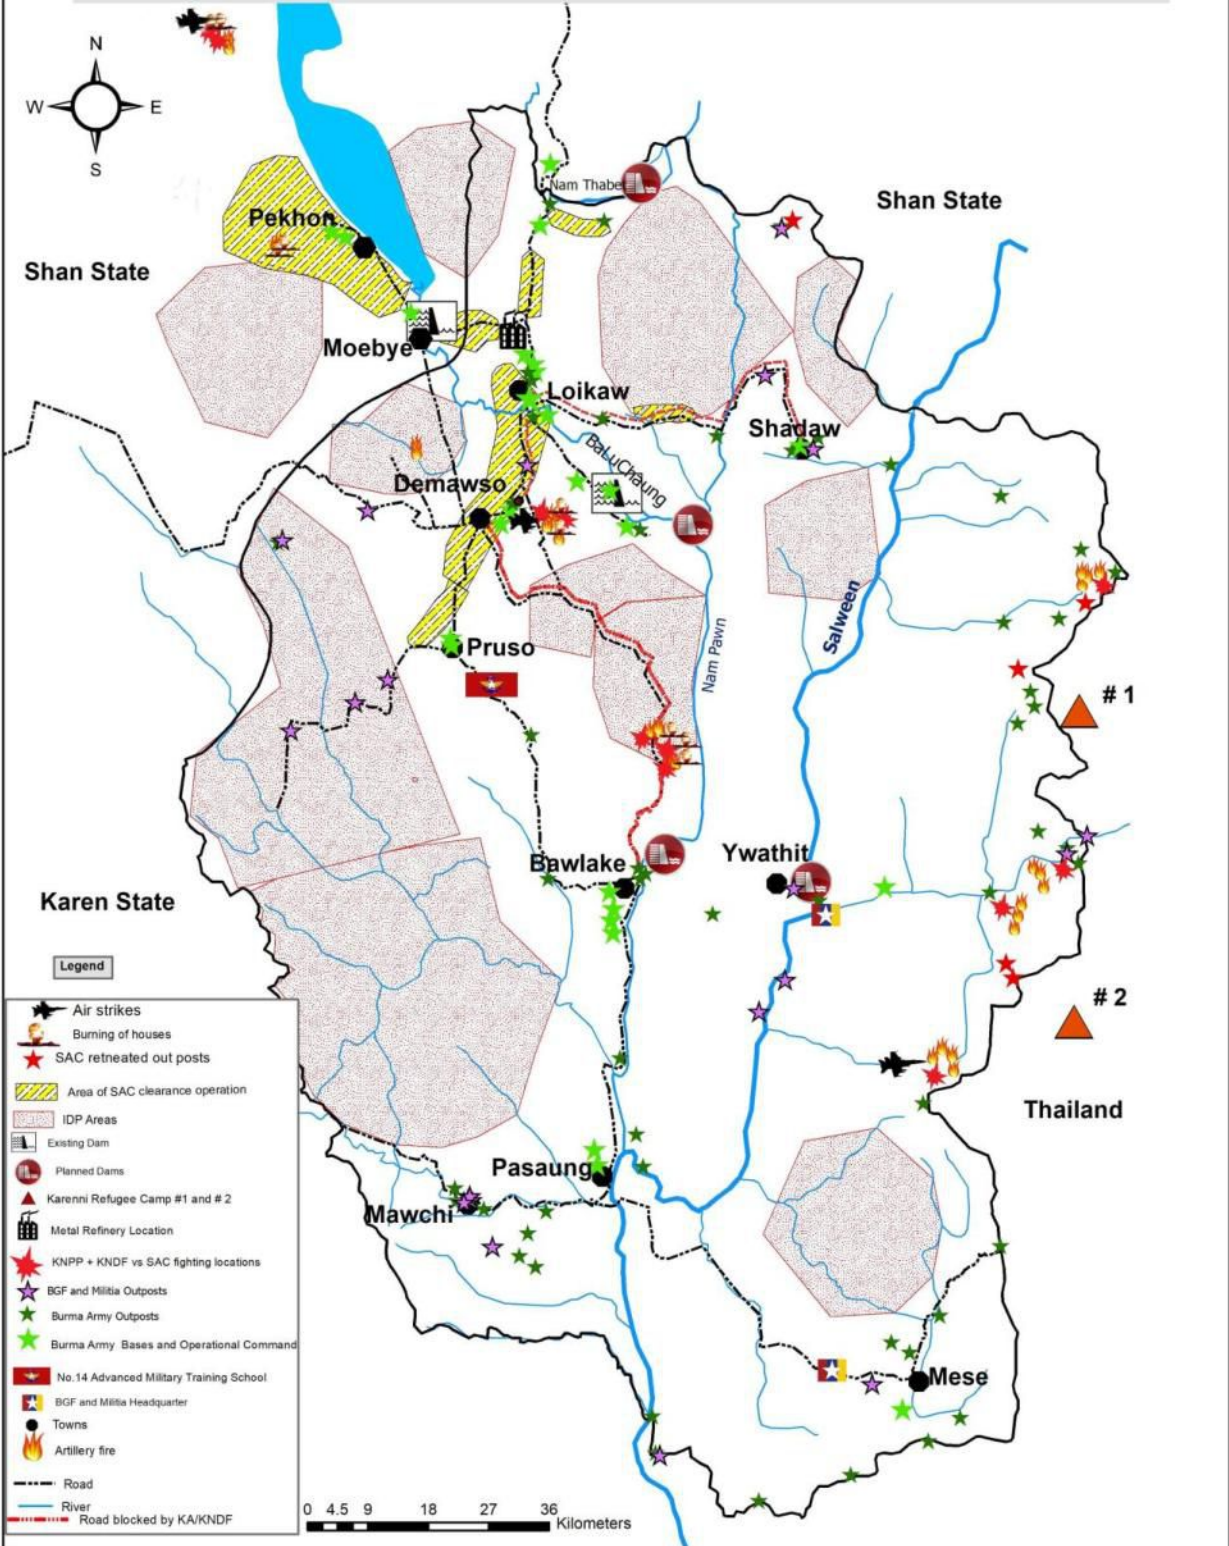 N
W
E
S
Nam Thabe
Shan State
Pekhon
Shan State
Moebye
Loikaw
Shadaw
BaLuChaung
Demawso
Salween
Pruso
Nam Pawn
# 1
Bawlake
Ywathit
Karen State
# 2
Thailand
Pasaung
Mawchi
Mese
Legend
Air strikes
Burning of houses
SAC retneated out posts
Area of SAC clearance operation
IDP Areas
Existing Dam
Planned Dams
Karenni Refugee Camp #1 and # 2
Metal Refinery Location
KNPP + KNDF vs SAC fighting locations
BGF and Militia Outposts
Burma Army Outposts
Burma Army Bases and Operational Command
No.14 Advanced Military Training School
BGF and Militia Headquarter
Towns
Artillery fire
Road
River
Road blocked by KA/KNDF
0 4.5 9 18 27 36
Kilometers